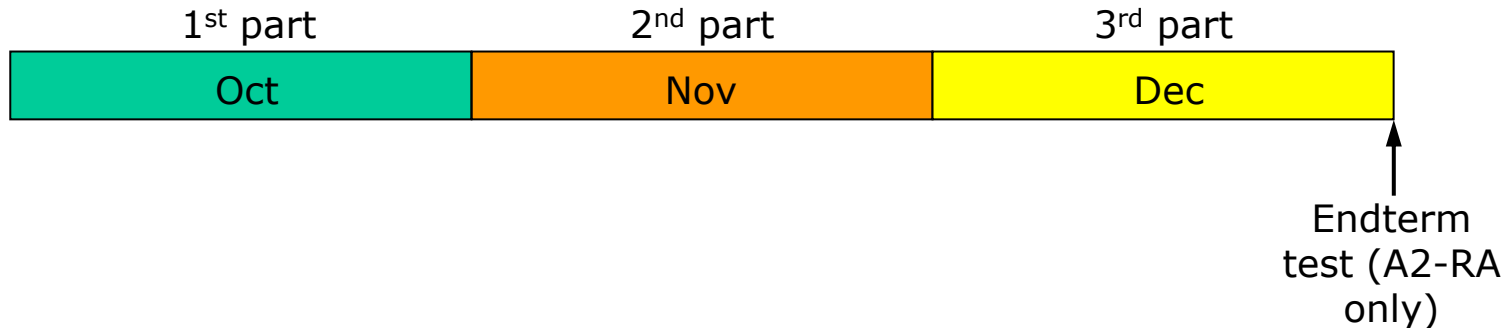 1st part 2nd part 3rd part
Oct Nov Dec
Endterm
test (A2-RA
only)